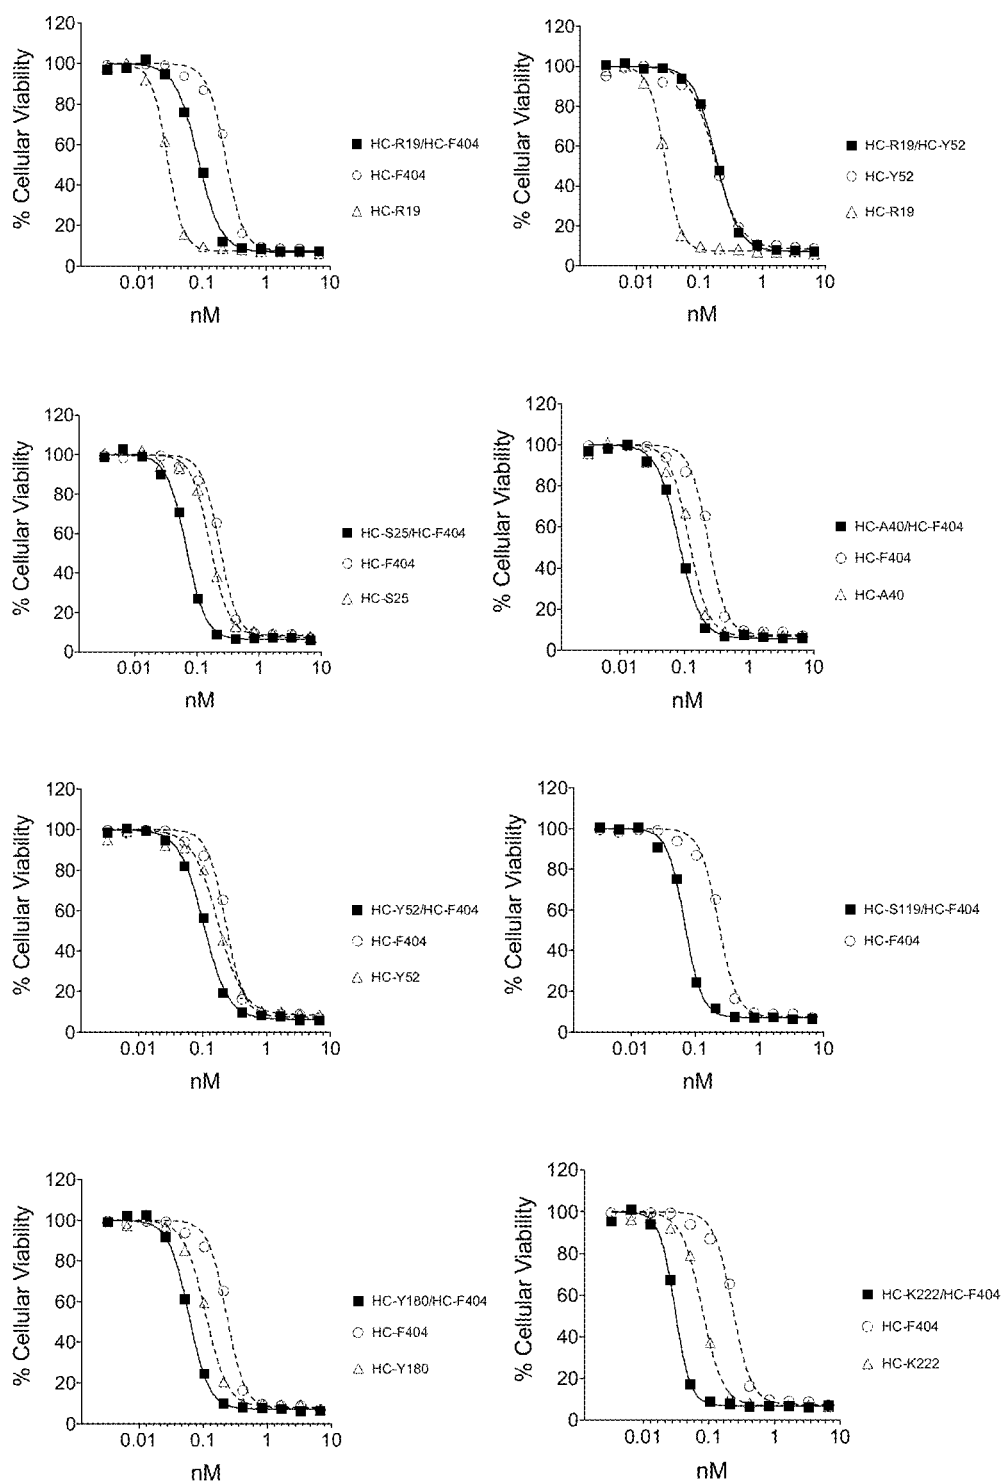 120
100
80
60
40
20
0
% Cellular Viability
0.01
0.1
1
10
nM
HC-R19/HC-F404
HC-F404
HC-R19
120
100
80
60
40
20
0
% Cellular Viability
0.01
0.1
1
10
nM
HC-R19/HC-Y52
HC-Y52
HC-R19
120
100
80
60
40
20
0
% Cellular Viability
0.01
0.1
1
10
nM
HC-S25/HC-F404
HC-F404
HC-S25
120
100
80
60
40
20
0
% Cellular Viability
0.01
0.1
1
10
nM
HC-A40/HC-F404
HC-F404
HC-A40
120
100
80
60
40
20
0
% Cellular Viability
0.01
0.1
1
10
nM
HC-Y52/HC-F404
HC-F404
HC-Y52
120
100
80
60
40
20
0
% Cellular Viability
0.01
0.1
1
10
nM
HC-S119/HC-F404
HC-F404
120
100
80
60
40
20
0
% Cellular Viability
0.01
0.1
1
10
nM
HC-Y180/HC-F404
HC-F404
HC-Y180
120
100
80
60
40
20
0
% Cellular Viability
0.01
0.1
1
10
nM
HC-K222/HC-F404
HC-F404
HC-K222